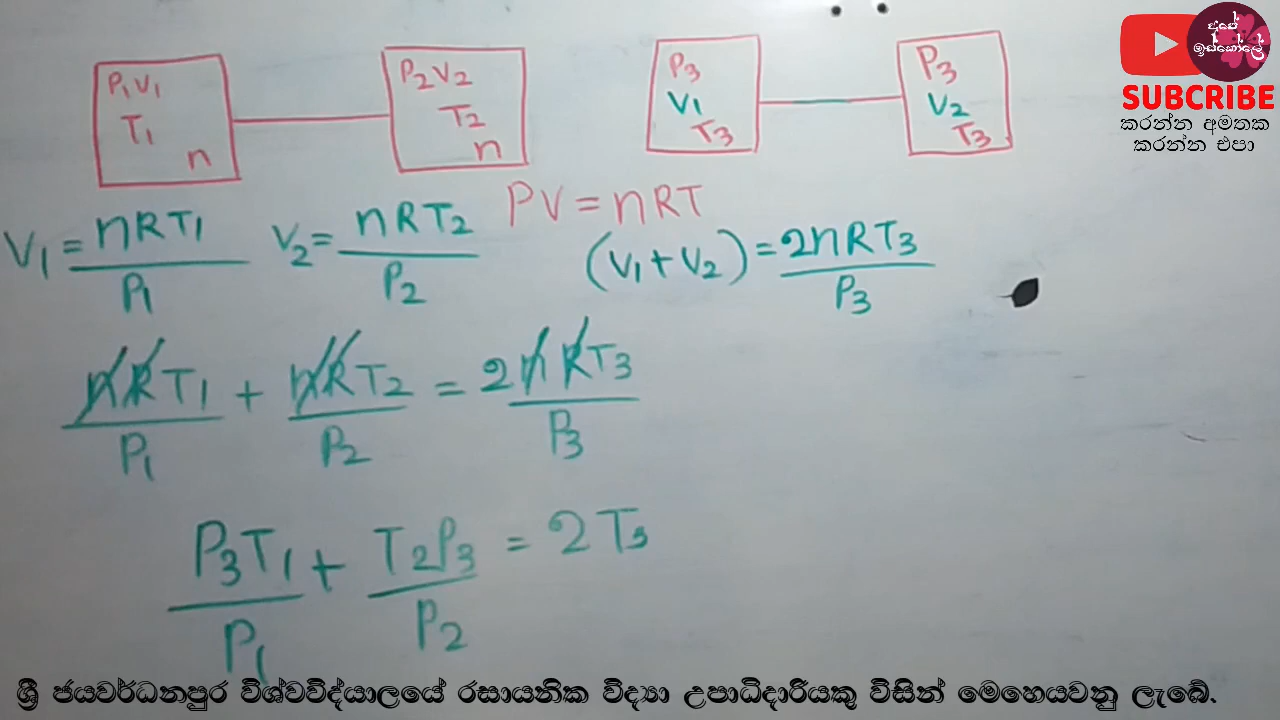 අපේ
ඉස්කෝලේ
SUBCRIBE
කරන්න අමතක
කරන්න එපා
P₁V₁
T₁
n
P₂V₂
T₂
n
P₃
V₁
T₃
P₃
V₂
T₃
PV = nRT
V₁ = nRT₁/P₁ V₂ = nRT₂/P₂ (V₁ + V₂) = 2nRT₃/P₃
nRT₁/P₁ + nRT₂/P₂ = 2nRT₃/P₃
P₃T₁/P₁ + T₂P₃/P₂ = 2T₃
ශ්‍රී ජයවර්ධනපුර විශ්වවිද්යාලයේ රසායනික විද්‍යා උපාධිදාරියකු විසින් මෙහෙයවනු ලැබේ.